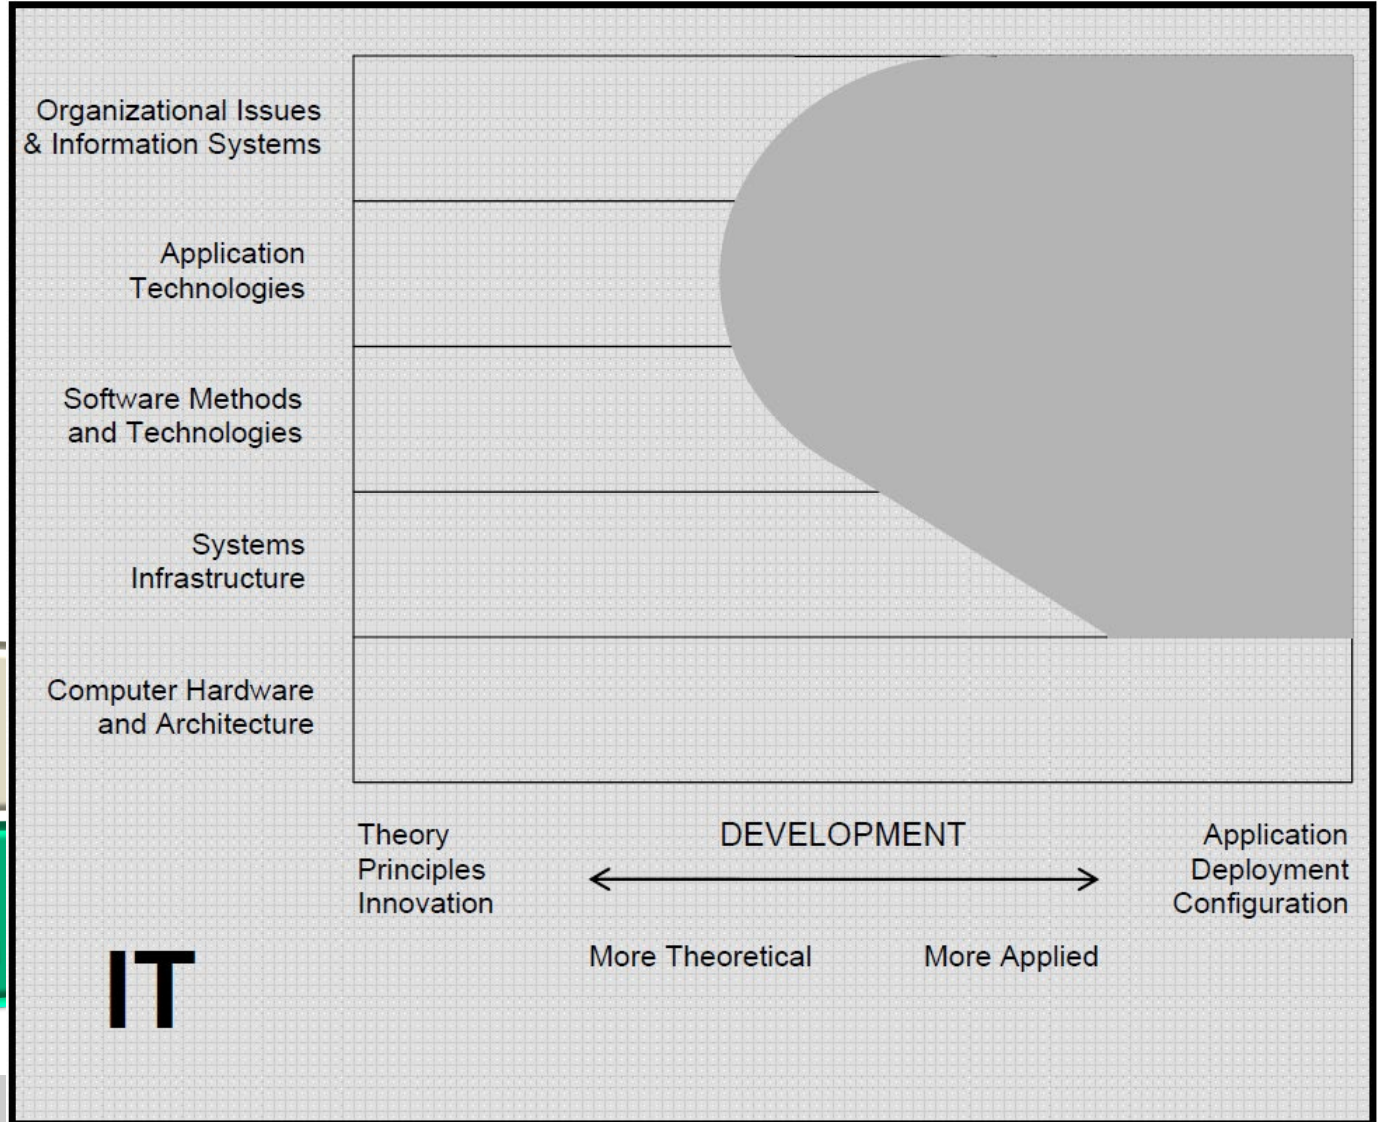 Organizational Issues
& Information Systems
Application
Technologies
Software Methods
and Technologies
Systems
Infrastructure
Computer Hardware
and Architecture
Theory
Principles
Innovation
DEVELOPMENT
Application
Deployment
Configuration
More Theoretical
More Applied
IT